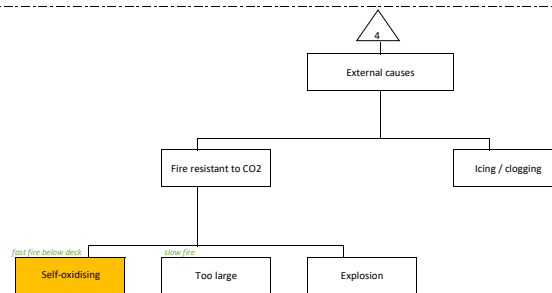 4
External causes
Fire resistant to CO2
Icing / clogging
fast fire below deck
slow fire
Self-oxidising
Too large
Explosion